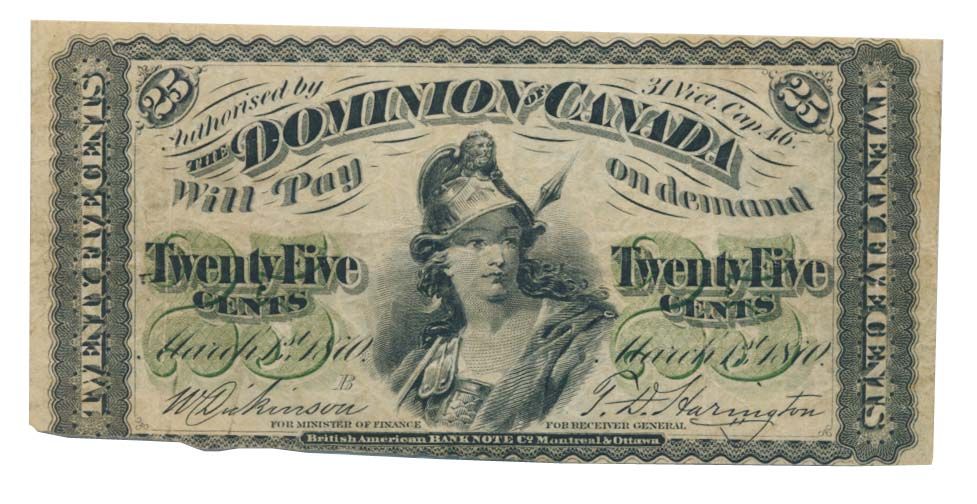 25 Authorised by 31 Vict. Cap. 46. 25
THE DOMINION OF CANADA
Will Pay on demand
TWENTY FIVE CENTS
TWENTY FIVE CENTS
25 25
Twenty Five Twenty Five
CENTS CENTS
March 1st 1870. March 1st 1870.
B
W Dickinson T. D. Harington
FOR MINISTER OF FINANCE FOR RECEIVER GENERAL
British American BANK NOTE Co Montreal & Ottawa